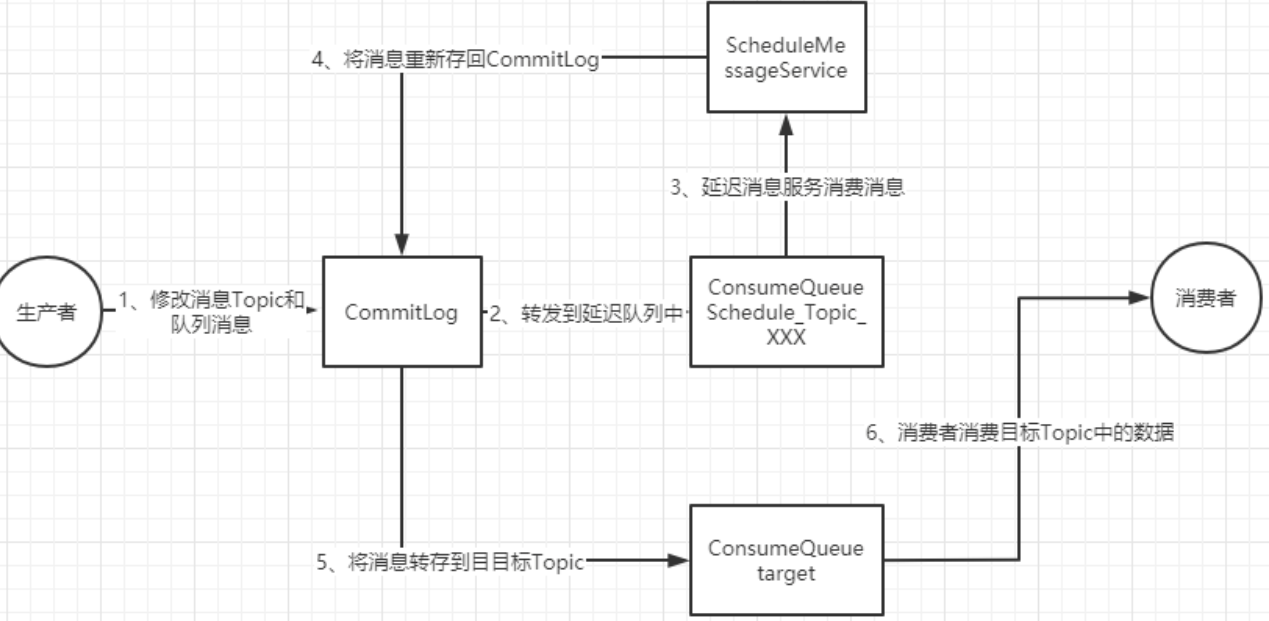 ScheduleMe
ssageService
4、将消息重新存回CommitLog
3、延迟消息服务消费消息
生产者
1、修改消息Topic和
队列消息
CommitLog
2、转发到延迟队列中
ConsumeQueue
Schedule_Topic_
XXX
消费者
6、消费者消费目标Topic中的数据
5、将消息转存到目目标Topic
ConsumeQueue
target